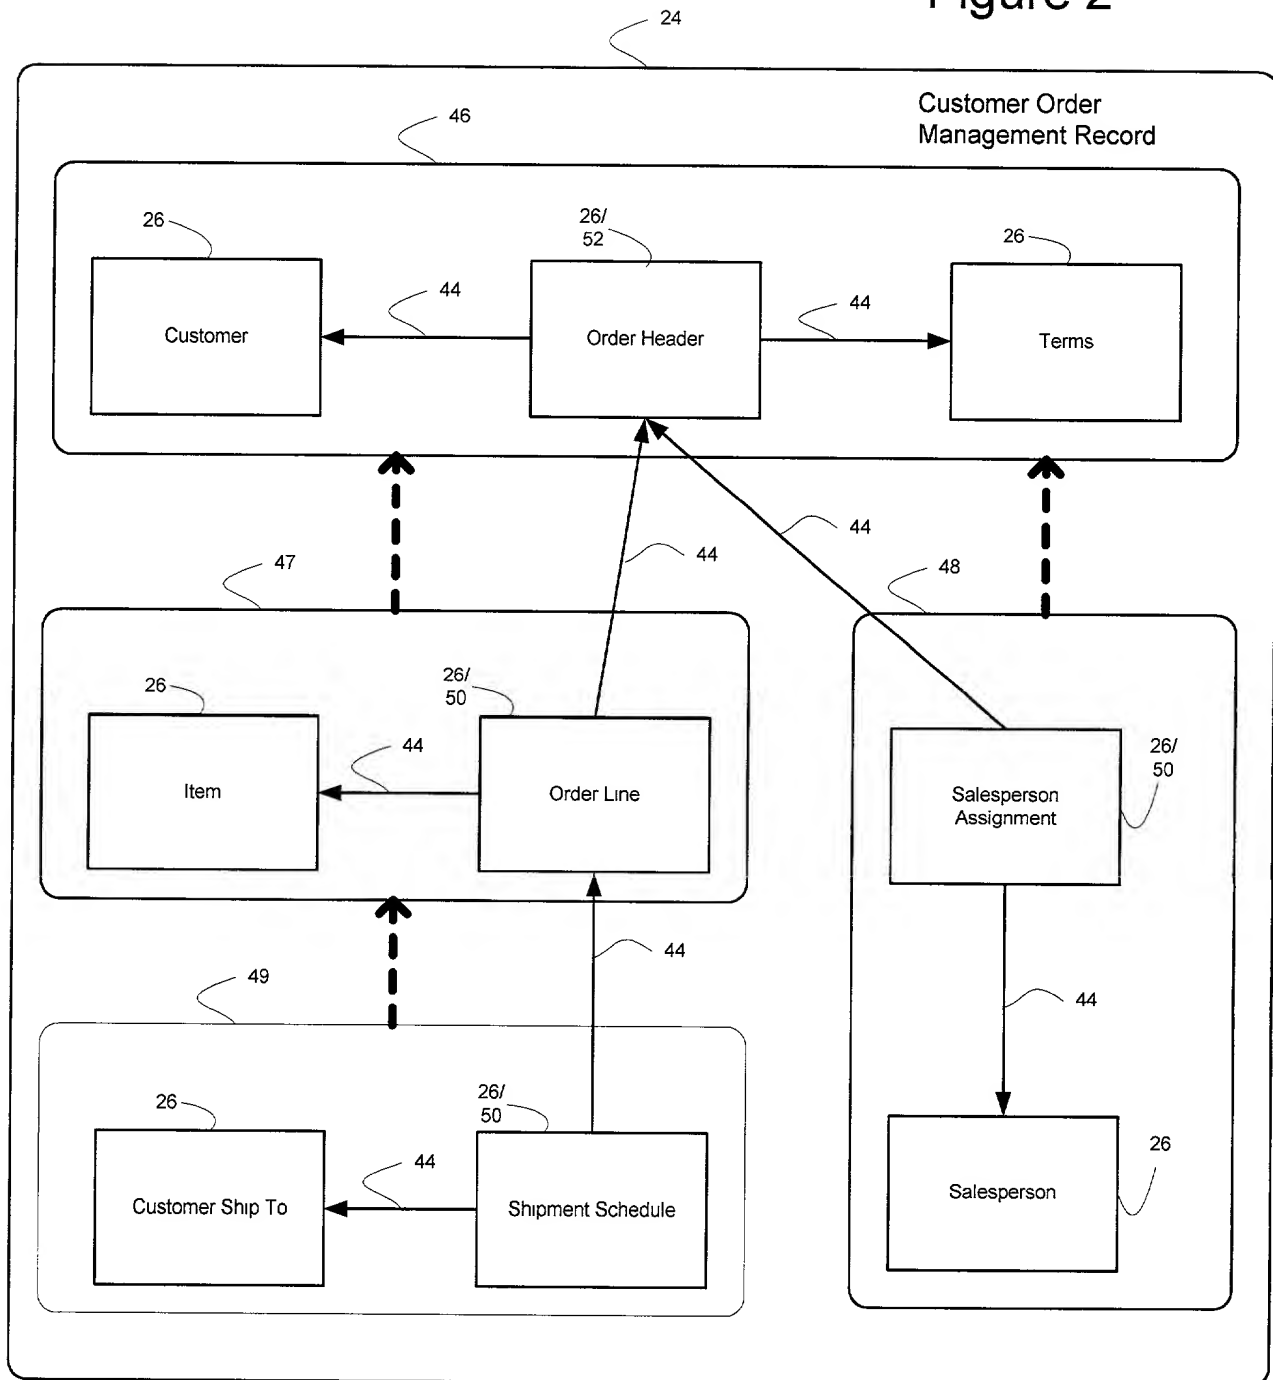 Figure 2
24
Customer Order
Management Record
46
26
26/
52
26
44
44
Customer
Order Header
Terms
44
44
47
48
26
26/
50
26/
50
44
Item
Order Line
Salesperson
Assignment
44
49
44
26
26/
50
44
26
Customer Ship To
Shipment Schedule
Salesperson